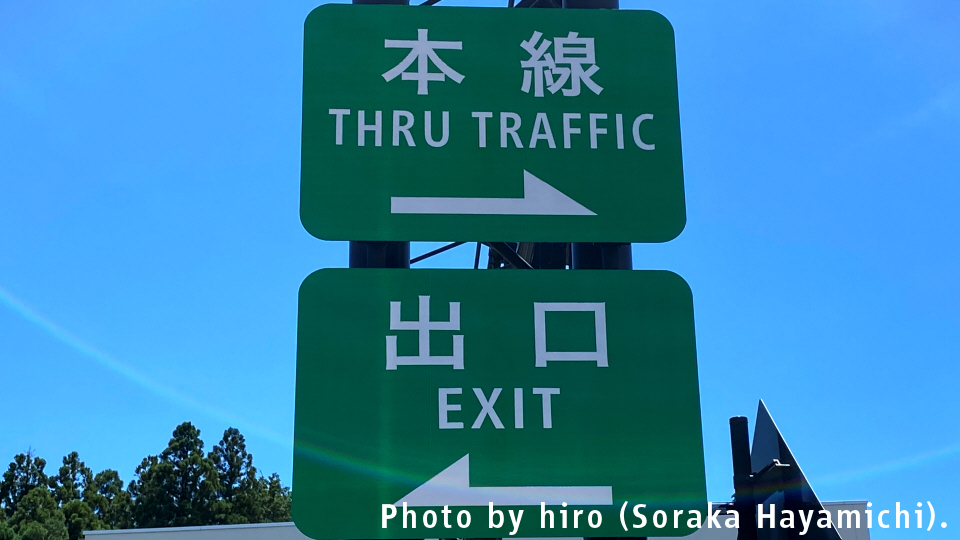 本線
THRU TRAFFIC
出口
EXIT
Photo by hiro (Soraka Hayamichi).